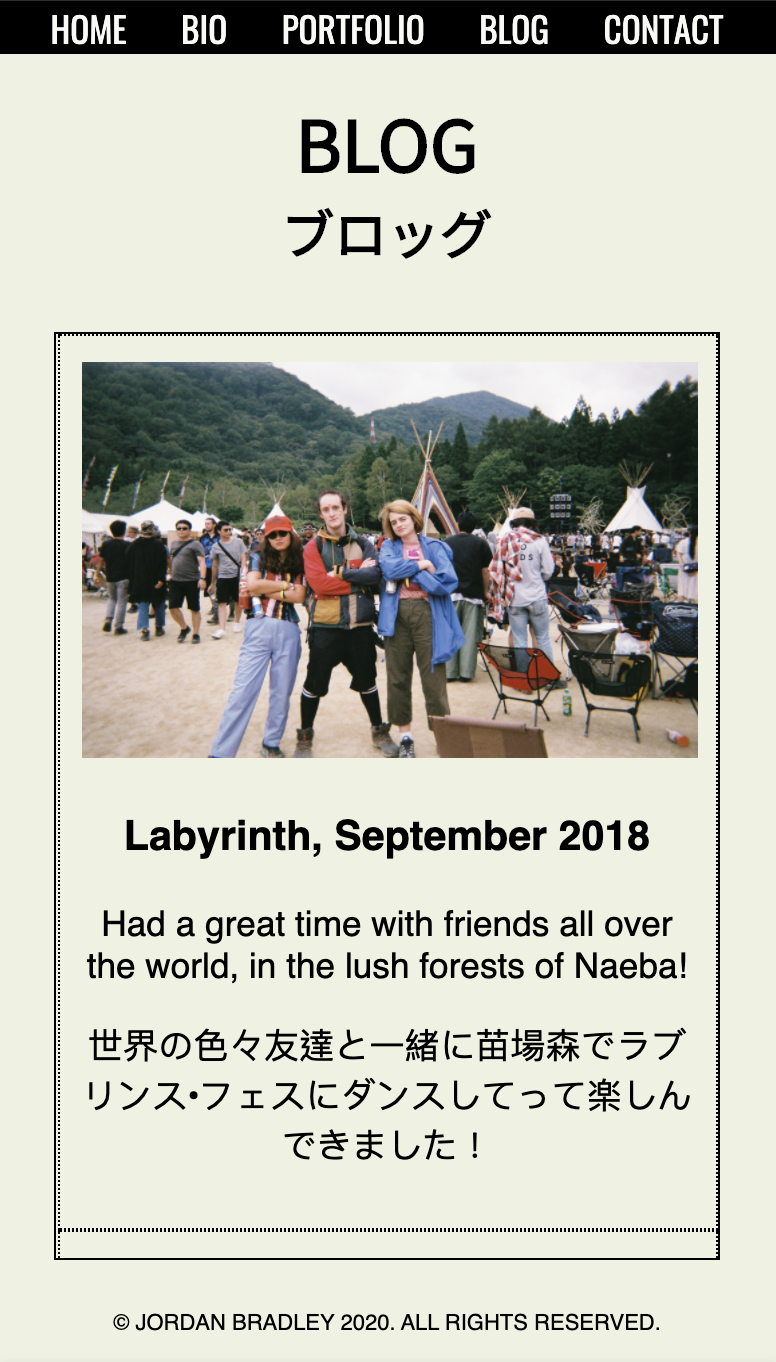 HOME BIO PORTFOLIO BLOG CONTACT
BLOG
ブロッグ
Labyrinth, September 2018
Had a great time with friends all over
the world, in the lush forests of Naeba!
世界の色々友達と一緒に苗場森でラブ
リンス•フェスにダンスしてって楽しん
できました！
© JORDAN BRADLEY 2020. ALL RIGHTS RESERVED.